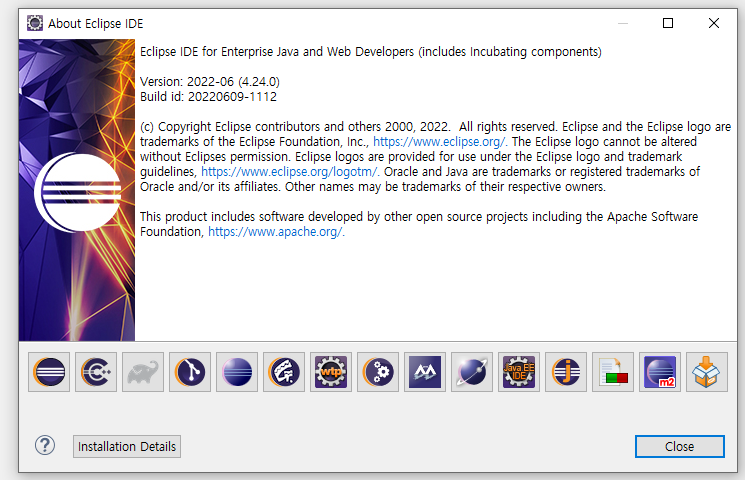 About Eclipse IDE
Eclipse IDE for Enterprise Java and Web Developers (includes Incubating components)
Version: 2022-06 (4.24.0)
Build id: 20220609-1112
(c) Copyright Eclipse contributors and others 2000, 2022.  All rights reserved. Eclipse and the Eclipse logo are
trademarks of the Eclipse Foundation, Inc., https://www.eclipse.org/. The Eclipse logo cannot be altered
without Eclipses permission. Eclipse logos are provided for use under the Eclipse logo and trademark
guidelines, https://www.eclipse.org/logotm/. Oracle and Java are trademarks or registered trademarks of
Oracle and/or its affiliates. Other names may be trademarks of their respective owners.
This product includes software developed by other open source projects including the Apache Software
Foundation, https://www.apache.org/.
wtp
Java EE
IDE
j
m2
?
Installation Details
Close